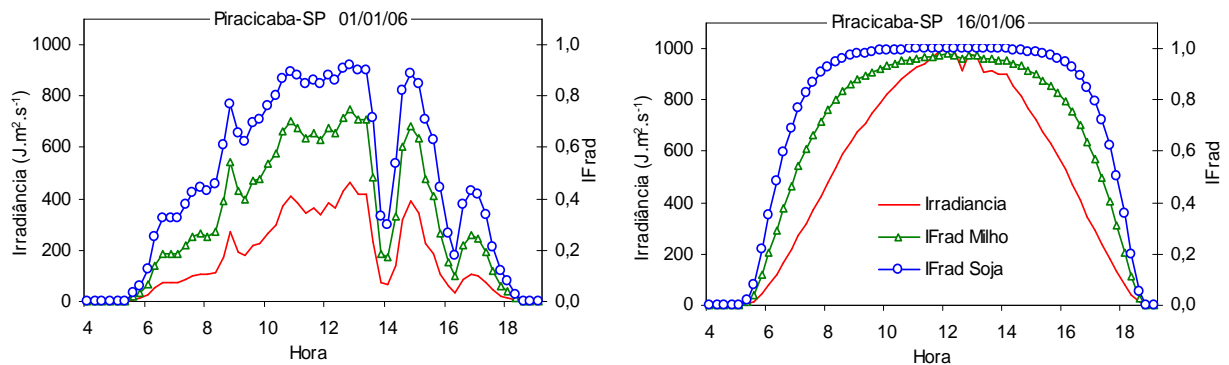 Piracicaba-SP 01/01/06
Irradiância (J.m².s⁻¹)
1000
800
600
400
200
0
1,0
0,8
0,6
0,4
0,2
0,0
IFrad
4 6 8 10 12 14 16 18
Hora
Piracicaba-SP 16/01/06
Irradiância (J.m².s⁻¹)
1000
800
600
400
200
0
Irradiancia
IFrad Milho
IFrad Soja
1,0
0,8
0,6
0,4
0,2
0,0
IFrad
4 6 8 10 12 14 16 18
Hora